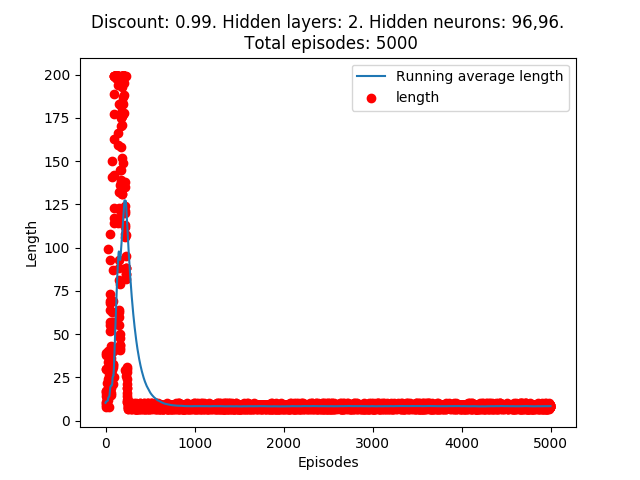 Discount: 0.99. Hidden layers: 2. Hidden neurons: 96,96.
Total episodes: 5000
Running average length
length
200
175
150
125
100
75
50
25
0
Length
0 1000 2000 3000 4000 5000
Episodes